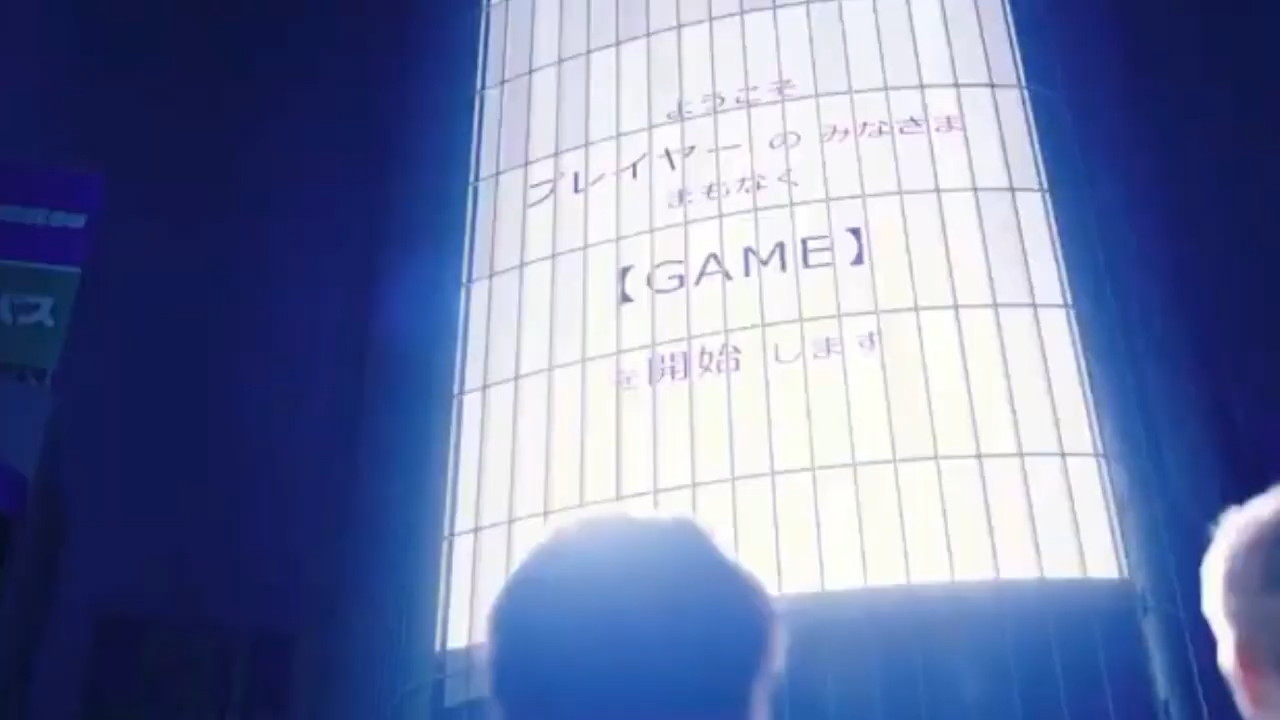 ようこそ
プレイヤー の みなさま
まもなく
【GAME】
を開始 します